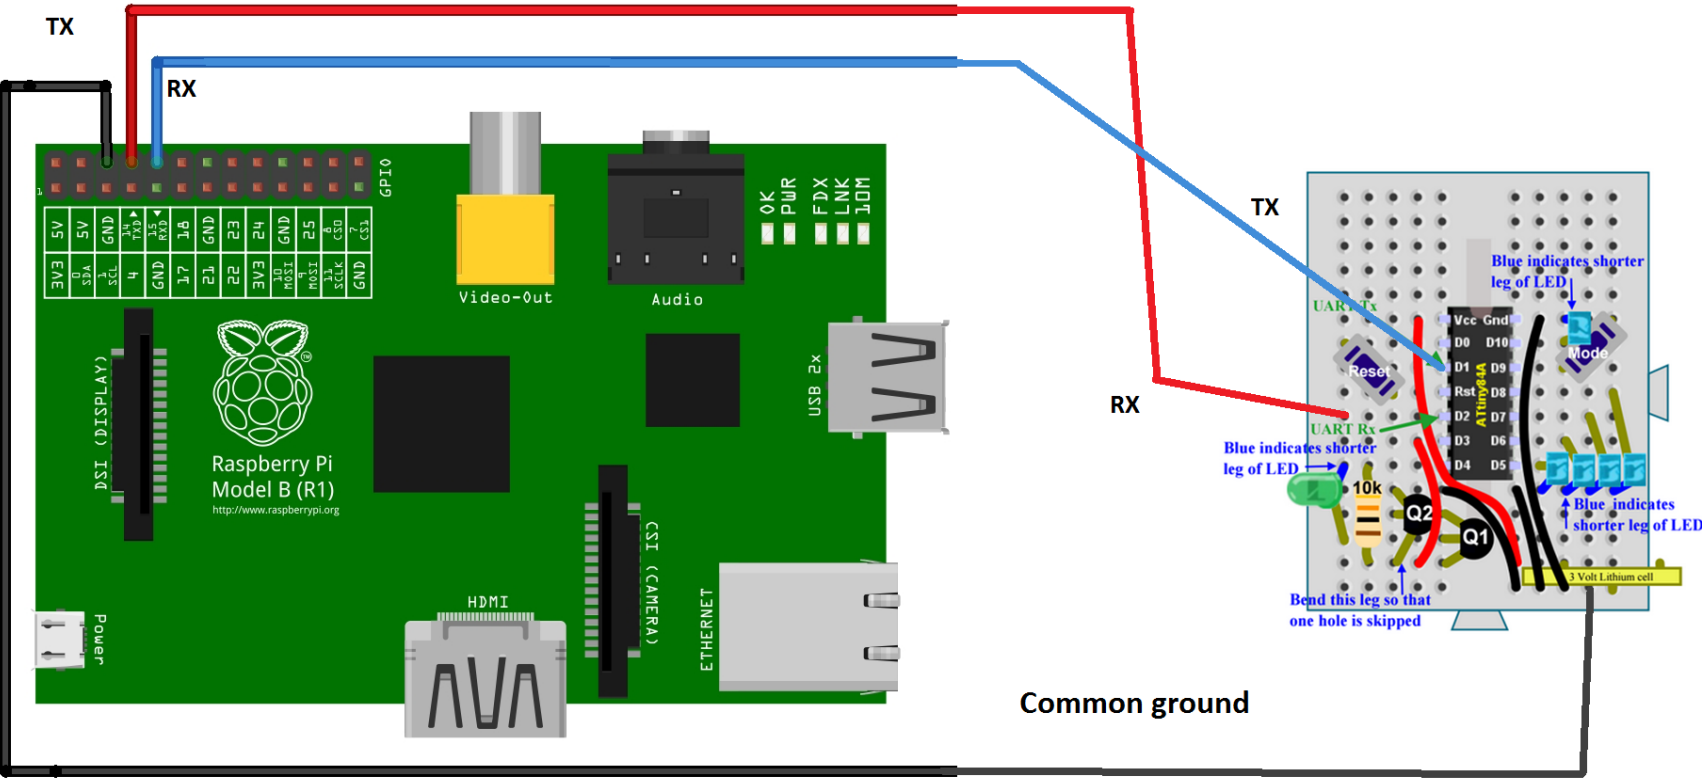 TX
RX
GPIO
1
5V 5V GND 14 TXD 15 RXD 18 GND 23 24 GND 25 8 CS0 7 CS1
3V3 0 SDA 1 SCL 4 GND 17 21 22 3V3 10 MOSI 9 MOSI 11 SCLK GND
DSI (DISPLAY)
Raspberry Pi
Model B (R1)
http://www.raspberrypi.org
TM
Video-Out
Audio
OK
PWR
FDX
LNK
10M
USB 2x
CSI (CAMERA)
ETHERNET
HDMI
Power
TX
RX
Blue indicates shorter
leg of LED
UART Tx
Vcc Gnd
D0 D10
D1 D9
Rst D8
D2 D7
D3 D6
D4 D5
ATtiny84A
Reset
Mode
UART Rx
Blue indicates shorter
leg of LED
10k
Q2
Q1
Blue indicates
shorter leg of LED
3 Volt Lithium cell
Bend this leg so that
one hole is skipped
Common ground